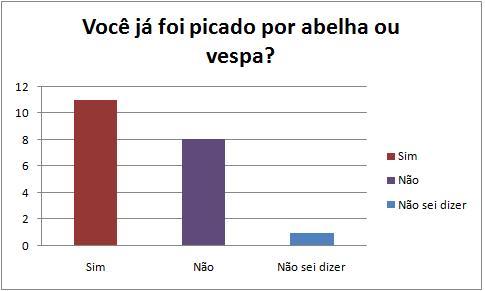 Você já foi picado por abelha ou
vespa?
12
10
8
6
4
2
0
Sim
Não
Não sei dizer
Sim
Não
Não sei dizer